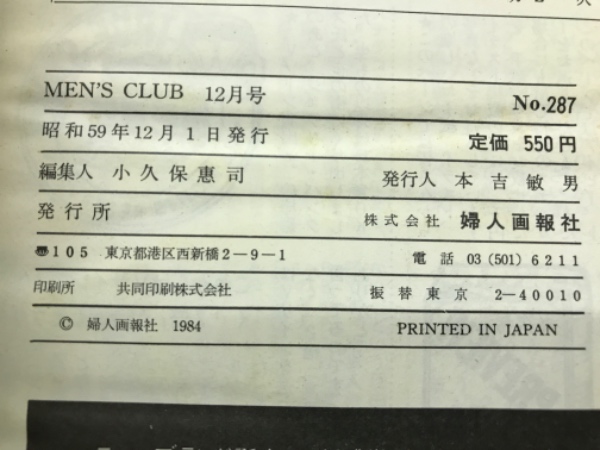 MEN'S CLUB 12月号 No.287
昭和59年12月1日発行 定価 550円
編集人 小久保惠司 発行人 本吉敏男
発行所 株式会社 婦人画報社
〠105 東京都港区西新橋2-9-1 電話 03(501)6211
印刷所 共同印刷株式会社 振替東京 2-40010
© 婦人画報社 1984 PRINTED IN JAPAN